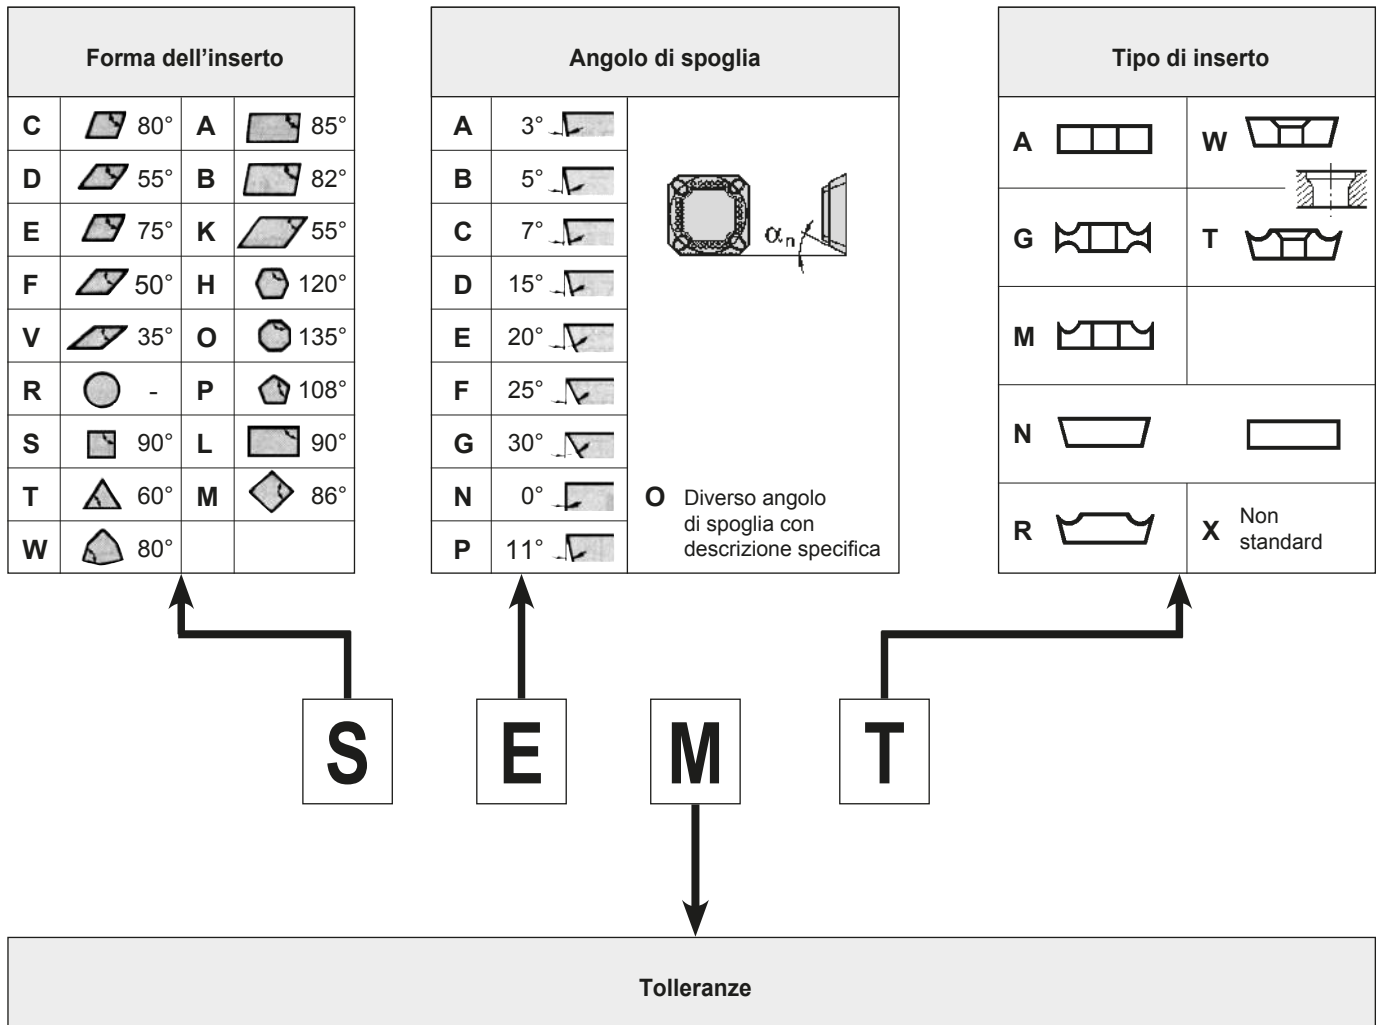 Forma dell’inserto
C 80° A 85°
D 55° B 82°
E 75° K 55°
F 50° H 120°
V 35° O 135°
R - P 108°
S 90° L 90°
T 60° M 86°
W 80°
Angolo di spoglia
A 3°
B 5°
C 7°
D 15°
E 20°
F 25°
G 30°
N 0°
P 11°
αn
O Diverso angolo
di spoglia con
descrizione specifica
Tipo di inserto
A W
G T
M
N
R X Non
standard
S E M T
Tolleranze